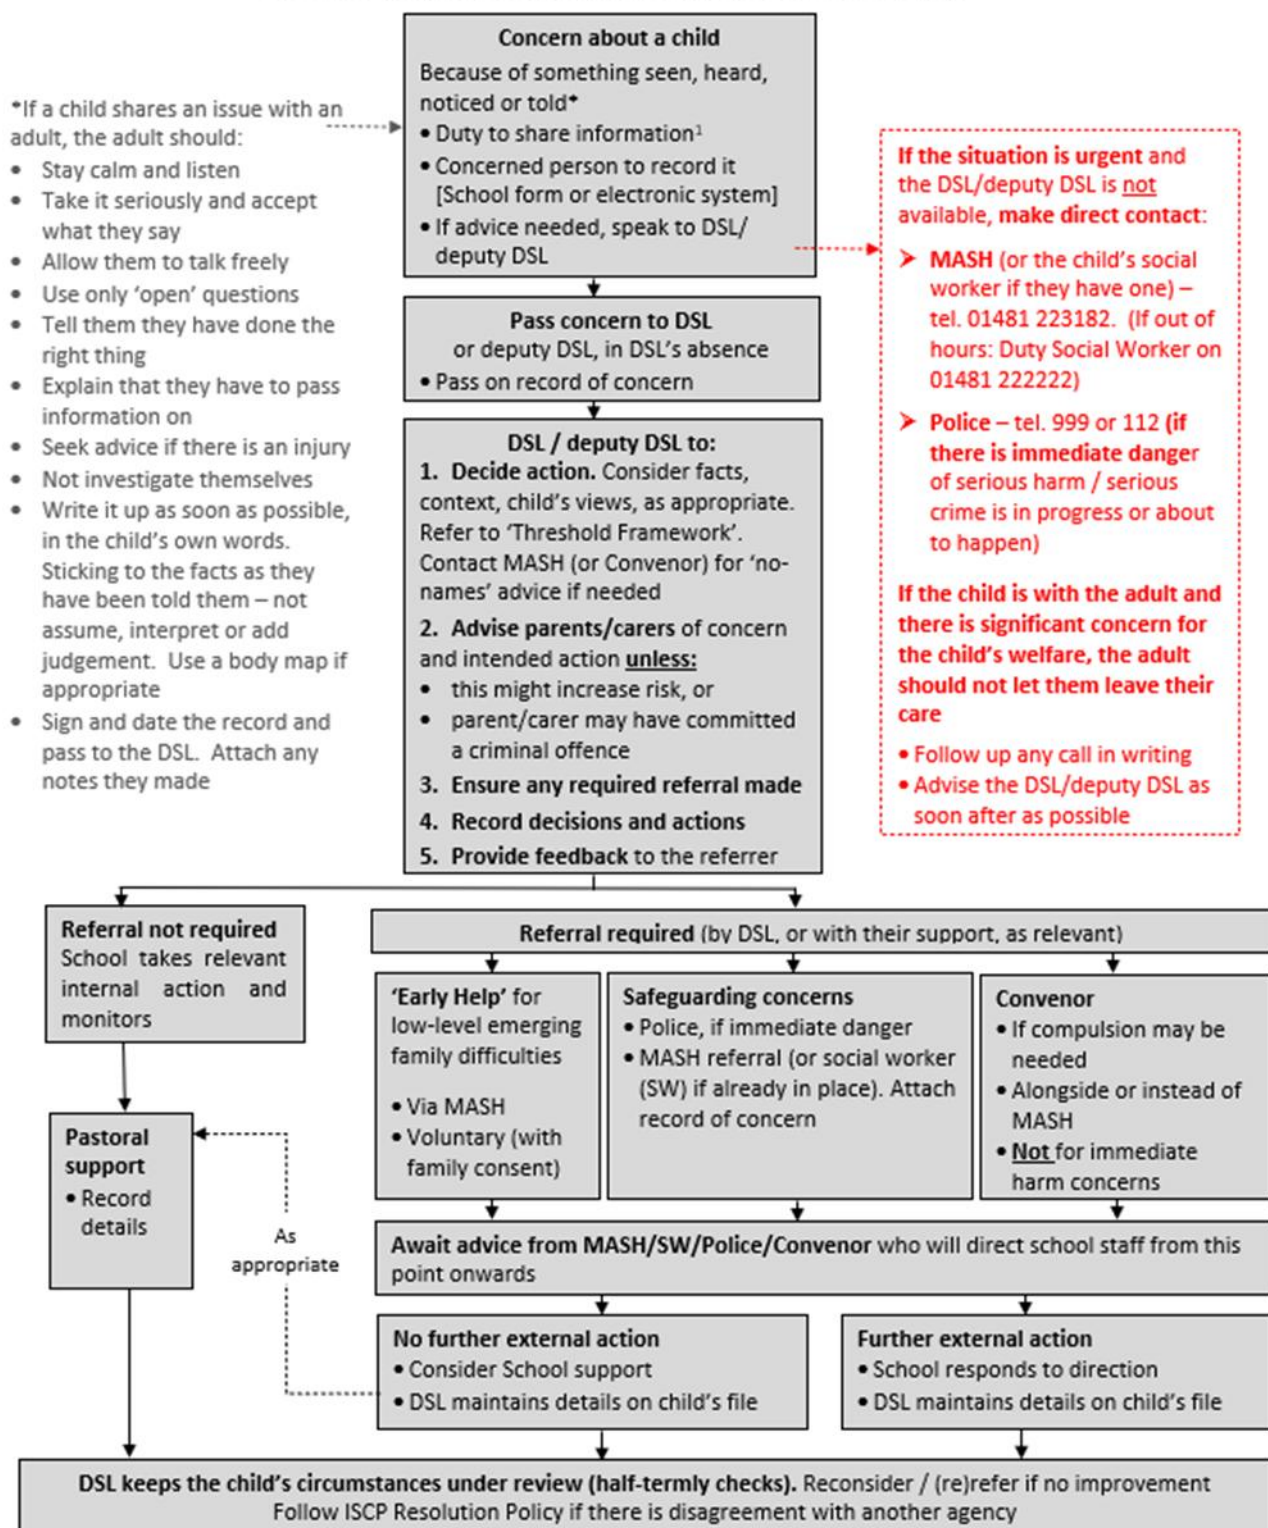 Concern about a child
Because of something seen, heard,
noticed or told*
• Duty to share information1
• Concerned person to record it
[School form or electronic system]
• If advice needed, speak to DSL/
deputy DSL
*If a child shares an issue with an
adult, the adult should:
• Stay calm and listen
• Take it seriously and accept
what they say
• Allow them to talk freely
• Use only ‘open’ questions
• Tell them they have done the
right thing
• Explain that they have to pass
information on
• Seek advice if there is an injury
• Not investigate themselves
• Write it up as soon as possible,
in the child’s own words.
Sticking to the facts as they
have been told them – not
assume, interpret or add
judgement. Use a body map if
appropriate
• Sign and date the record and
pass to the DSL. Attach any
notes they made
If the situation is urgent and
the DSL/deputy DSL is not
available, make direct contact:
➢ MASH (or the child’s social
worker if they have one) –
tel. 01481 223182. (If out of
hours: Duty Social Worker on
01481 222222)
➢ Police – tel. 999 or 112 (if
there is immediate danger
of serious harm / serious
crime is in progress or about
to happen)
If the child is with the adult and
there is significant concern for
the child’s welfare, the adult
should not let them leave their
care
• Follow up any call in writing
• Advise the DSL/deputy DSL as
soon after as possible
Pass concern to DSL
or deputy DSL, in DSL’s absence
• Pass on record of concern
DSL / deputy DSL to:
1. Decide action. Consider facts,
context, child’s views, as appropriate.
Refer to ‘Threshold Framework’.
Contact MASH (or Convenor) for ‘no-
names’ advice if needed
2. Advise parents/carers of concern
and intended action unless:
• this might increase risk, or
• parent/carer may have committed
a criminal offence
3. Ensure any required referral made
4. Record decisions and actions
5. Provide feedback to the referrer
Referral not required
School takes relevant
internal action and
monitors
Pastoral
support
• Record
details
As
appropriate
Referral required (by DSL, or with their support, as relevant)
‘Early Help’ for
low-level emerging
family difficulties
• Via MASH
• Voluntary (with
family consent)
Safeguarding concerns
• Police, if immediate danger
• MASH referral (or social worker
(SW) if already in place). Attach
record of concern
Convenor
• If compulsion may be
needed
• Alongside or instead of
MASH
• Not for immediate
harm concerns
Await advice from MASH/SW/Police/Convenor who will direct school staff from this
point onwards
No further external action
• Consider School support
• DSL maintains details on child’s file
Further external action
• School responds to direction
• DSL maintains details on child’s file
DSL keeps the child’s circumstances under review (half-termly checks). Reconsider / (re)refer if no improvement
Follow ISCP Resolution Policy if there is disagreement with another agency